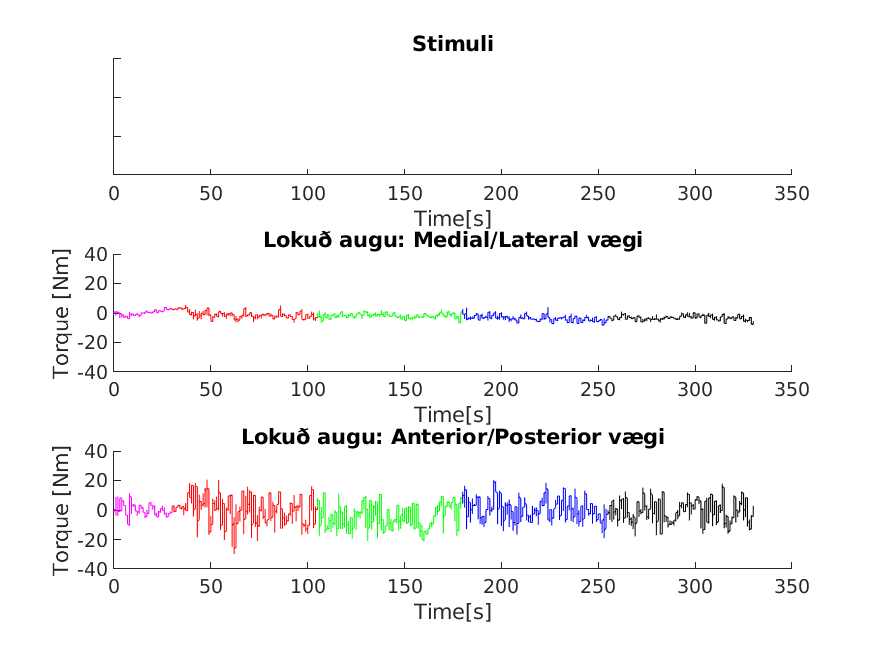 Stimuli
0 50 100 150 200 250 300 350
Time[s]
Lokuð augu: Medial/Lateral vægi
Torque [Nm]
40
20
0
-20
-40
0 50 100 150 200 250 300 350
Time[s]
Lokuð augu: Anterior/Posterior vægi
Torque [Nm]
40
20
0
-20
-40
0 50 100 150 200 250 300 350
Time[s]